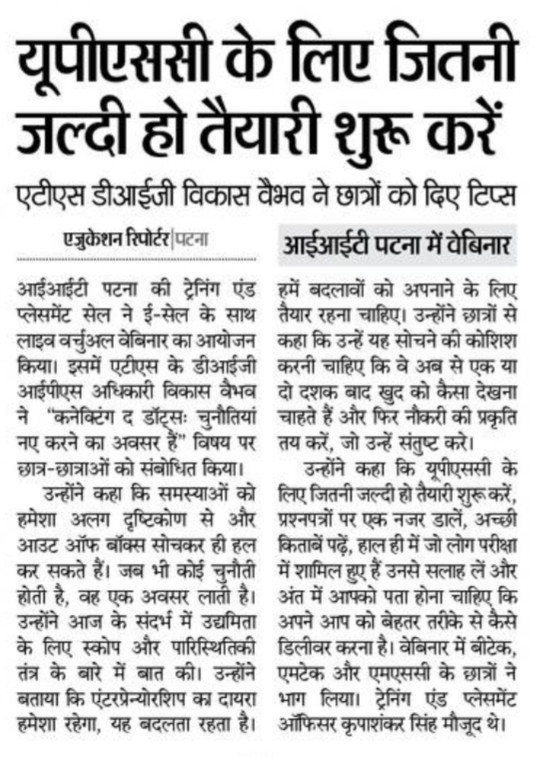 यूपीएससी के लिए जितनी
जल्दी हो तैयारी शुरू करें
एटीएस डीआईजी विकास वैभव ने छात्रों को दिए टिप्स
एजुकेशन रिपोर्टर|पटना
आईआईटी पटना की ट्रेनिंग एंड
प्लेसमेंट सेल ने ई-सेल के साथ
लाइव वर्चुअल वेबिनार का आयोजन
किया। इसमें एटीएस के डीआईजी
आईपीएस अधिकारी विकास वैभव
ने “कनेक्टिंग द डॉट्सः चुनौतियां
नए करने का अवसर हैं” विषय पर
छात्र-छात्राओं को संबोधित किया।
उन्होंने कहा कि समस्याओं को
हमेशा अलग दृष्टिकोण से और
आउट ऑफ बॉक्स सोचकर ही हल
कर सकते हैं। जब भी कोई चुनौती
होती है, वह एक अवसर लाती है।
उन्होंने आज के संदर्भ में उद्यमिता
के लिए स्कोप और पारिस्थितिकी
तंत्र के बारे में बात की। उन्होंने
बताया कि एंटरप्रेन्योरशिप का दायरा
हमेशा रहेगा, यह बदलता रहता है।
आईआईटी पटना में वेबिनार
हमें बदलावों को अपनाने के लिए
तैयार रहना चाहिए। उन्होंने छात्रों से
कहा कि उन्हें यह सोचने की कोशिश
करनी चाहिए कि वे अब से एक या
दो दशक बाद खुद को कैसा देखना
चाहते हैं और फिर नौकरी की प्रकृति
तय करें, जो उन्हें संतुष्ट करे।
उन्होंने कहा कि यूपीएससी के
लिए जितनी जल्दी हो तैयारी शुरू करें,
प्रश्नपत्रों पर एक नजर डालें, अच्छी
किताबें पढ़ें, हाल ही में जो लोग परीक्षा
में शामिल हुए हैं उनसे सलाह लें और
अंत में आपको पता होना चाहिए कि
अपने आप को बेहतर तरीके से कैसे
डिलीवर करना है। वेबिनार में बीटेक,
एमटेक और एमएससी के छात्रों ने
भाग लिया। ट्रेनिंग एंड प्लेसमेंट
ऑफिसर कृपाशंकर सिंह मौजूद थे।